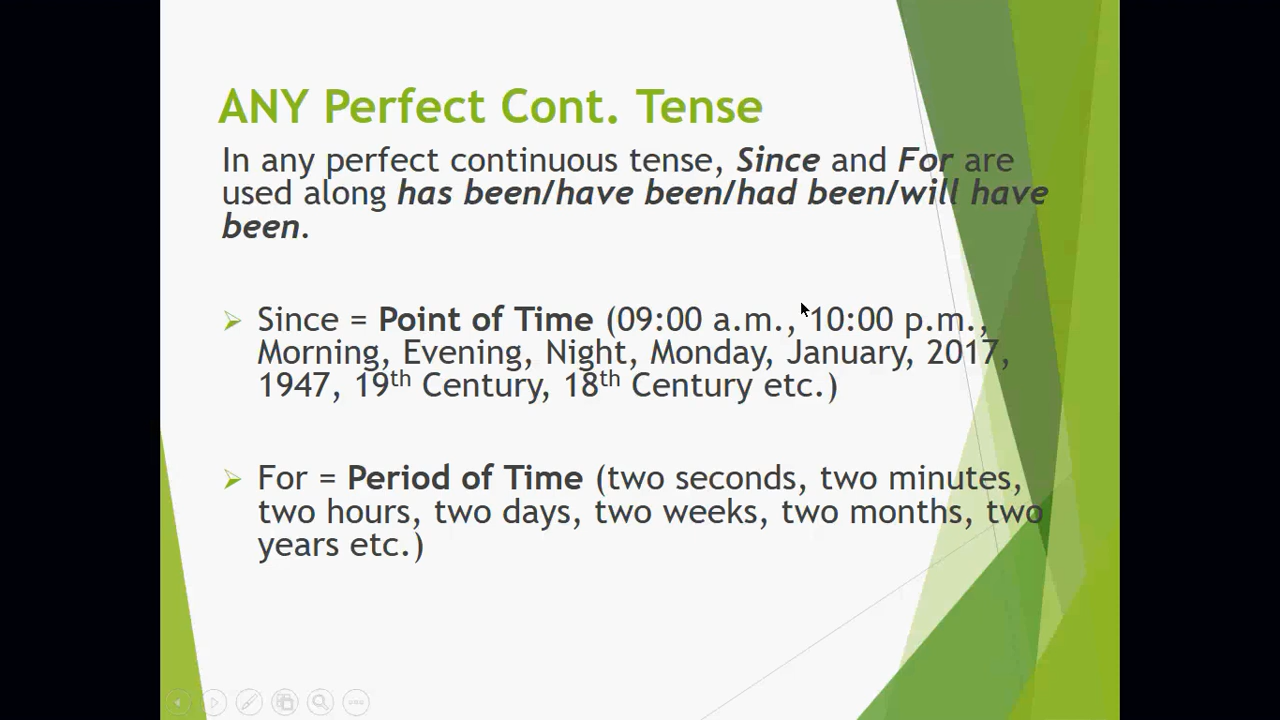 ANY Perfect Cont. Tense
In any perfect continuous tense, Since and For are
used along has been/have been/had been/will have
been.
Since = Point of Time (09:00 a.m., 10:00 p.m.,
Morning, Evening, Night, Monday, January, 2017,
1947, 19th Century, 18th Century etc.)
For = Period of Time (two seconds, two minutes,
two hours, two days, two weeks, two months, two
years etc.)